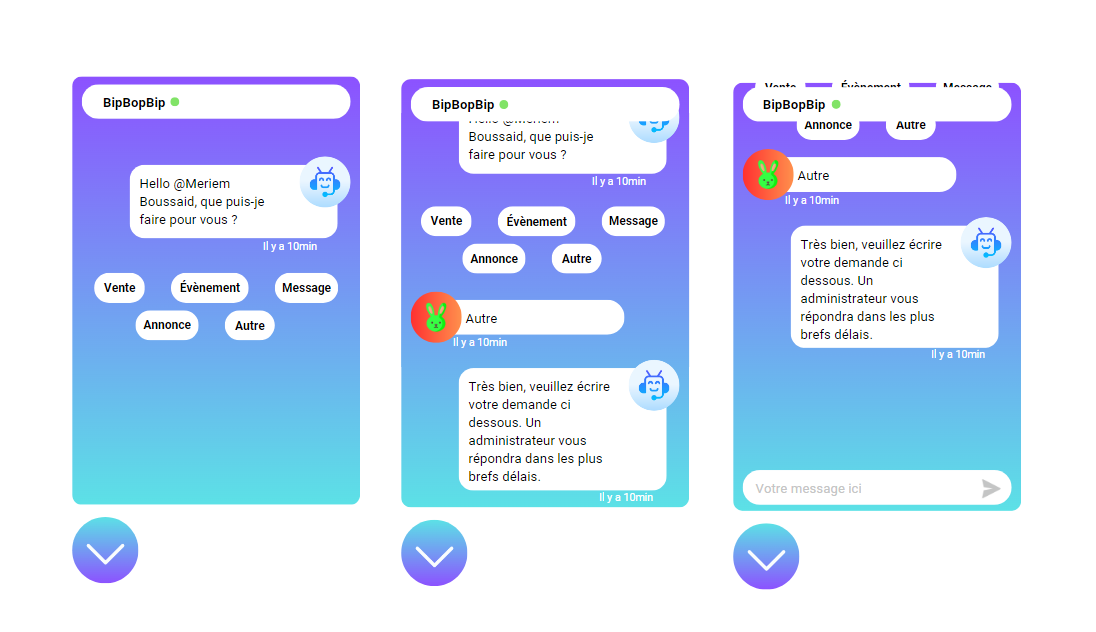 BipBopBip
Hello @Meriem
Boussaid, que puis-je
faire pour vous ?
Il y a 10min
Vente
Évènement
Message
Annonce
Autre
BipBopBip
Hello @Meriem
Boussaid, que puis-je
faire pour vous ?
Il y a 10min
Vente
Évènement
Message
Annonce
Autre
Autre
Il y a 10min
Très bien, veuillez écrire
votre demande ci
dessous. Un
administrateur vous
répondra dans les plus
brefs délais.
Il y a 10min
Vente
Évènement
Message
BipBopBip
Annonce
Autre
Autre
Il y a 10min
Très bien, veuillez écrire
votre demande ci
dessous. Un
administrateur vous
répondra dans les plus
brefs délais.
Il y a 10min
Votre message ici